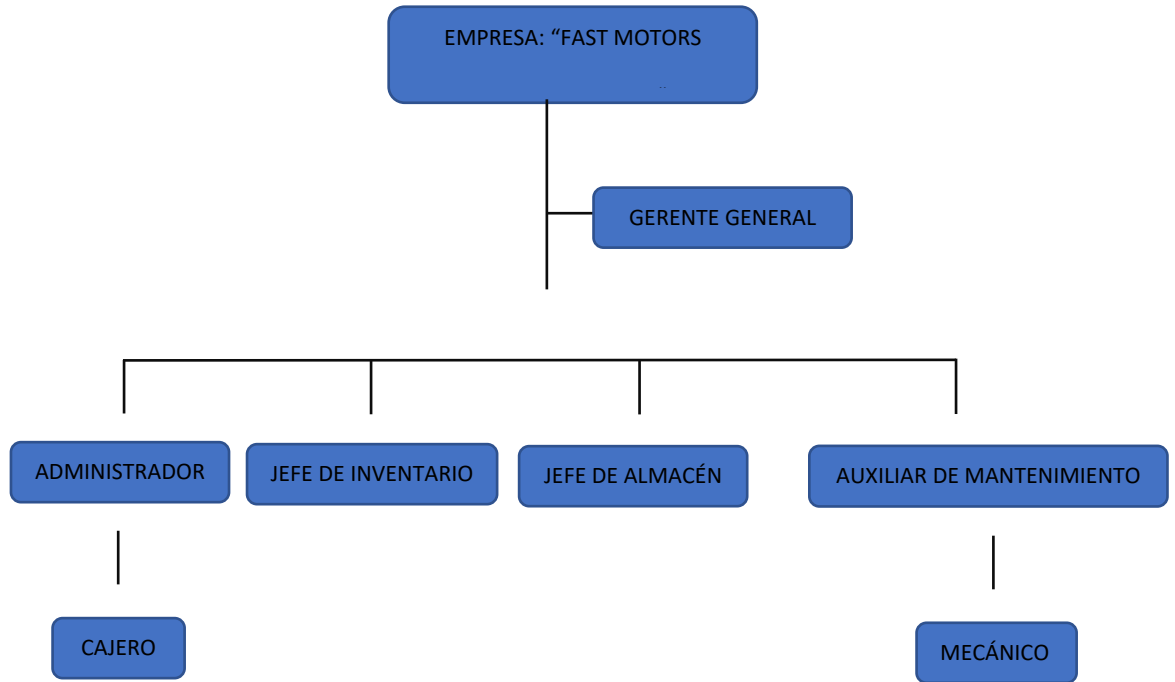 EMPRESA: “FAST MOTORS
GERENTE GENERAL
ADMINISTRADOR
JEFE DE INVENTARIO
JEFE DE ALMACÉN
AUXILIAR DE MANTENIMIENTO
CAJERO
MECÁNICO